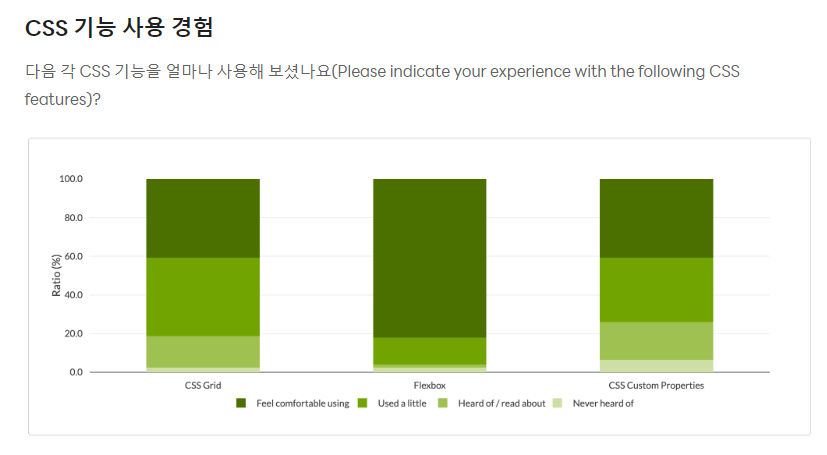 CSS 기능 사용 경험
다음 각 CSS 기능을 얼마나 사용해 보셨나요(Please indicate your experience with the following CSS
features)?
100.0
80.0
60.0
40.0
20.0
0.0
Ratio (%)
CSS Grid Flexbox CSS Custom Properties
Feel comfortable using Used a little Heard of / read about Never heard of